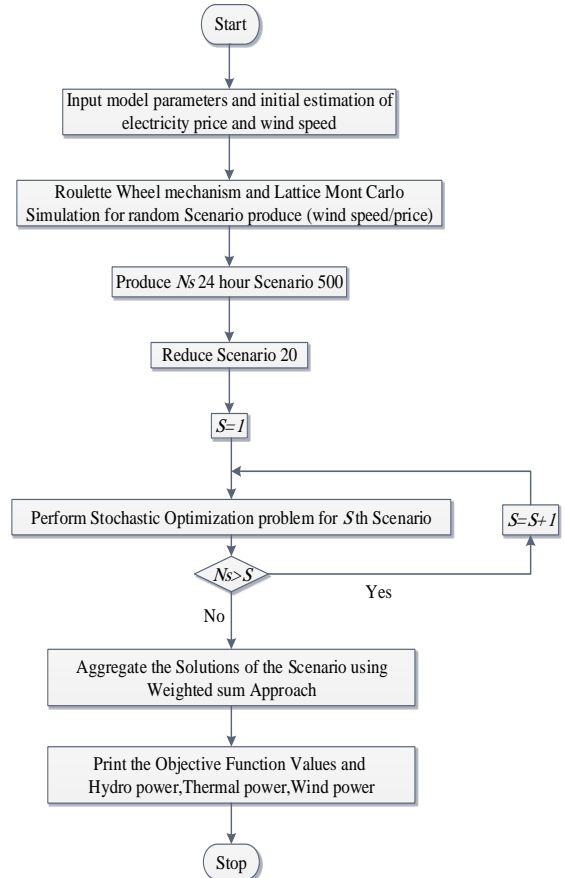 Start
Input model parameters and initial estimation of
electricity price and wind speed
Roulette Wheel mechanism and Lattice Mont Carlo
Simulation for random Scenario produce (wind speed/price)
Produce Ns 24 hour Scenario 500
Reduce Scenario 20
S=1
Perform Stochastic Optimization problem for Sth Scenario
S=S+1
Ns>S
Yes
No
Aggregate the Solutions of the Scenario using
Weighted sum Approach
Print the Objective Function Values and
Hydro power,Thermal power,Wind power
Stop